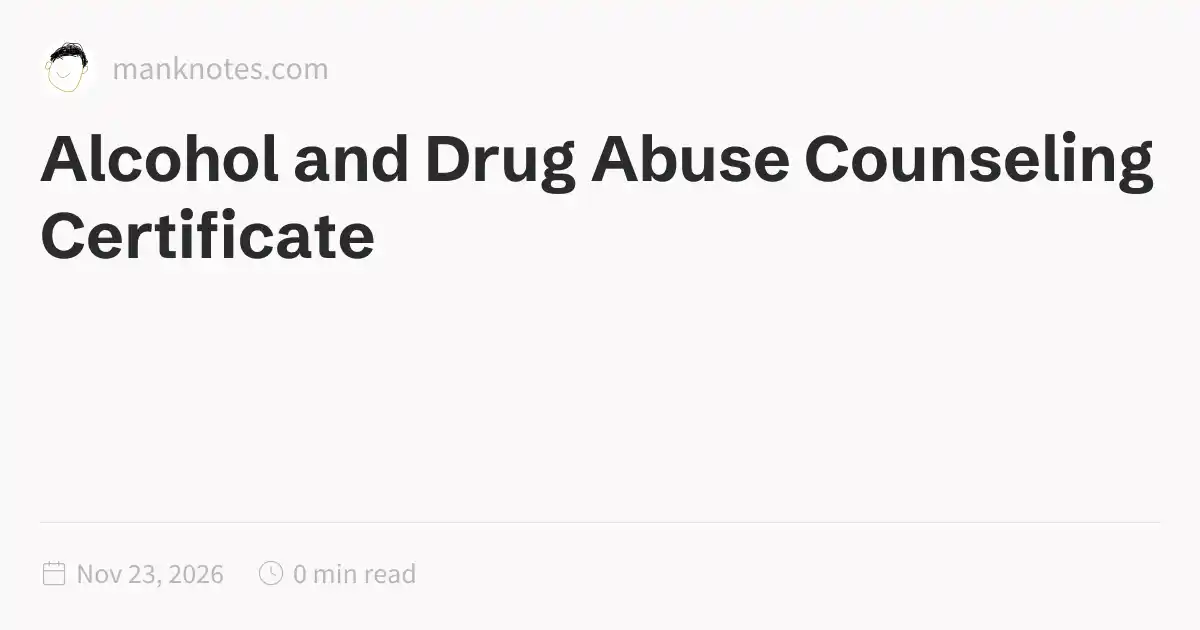 manknotes.com
Alcohol and Drug Abuse Counseling
Certificate
Nov 23, 2026 0 min read